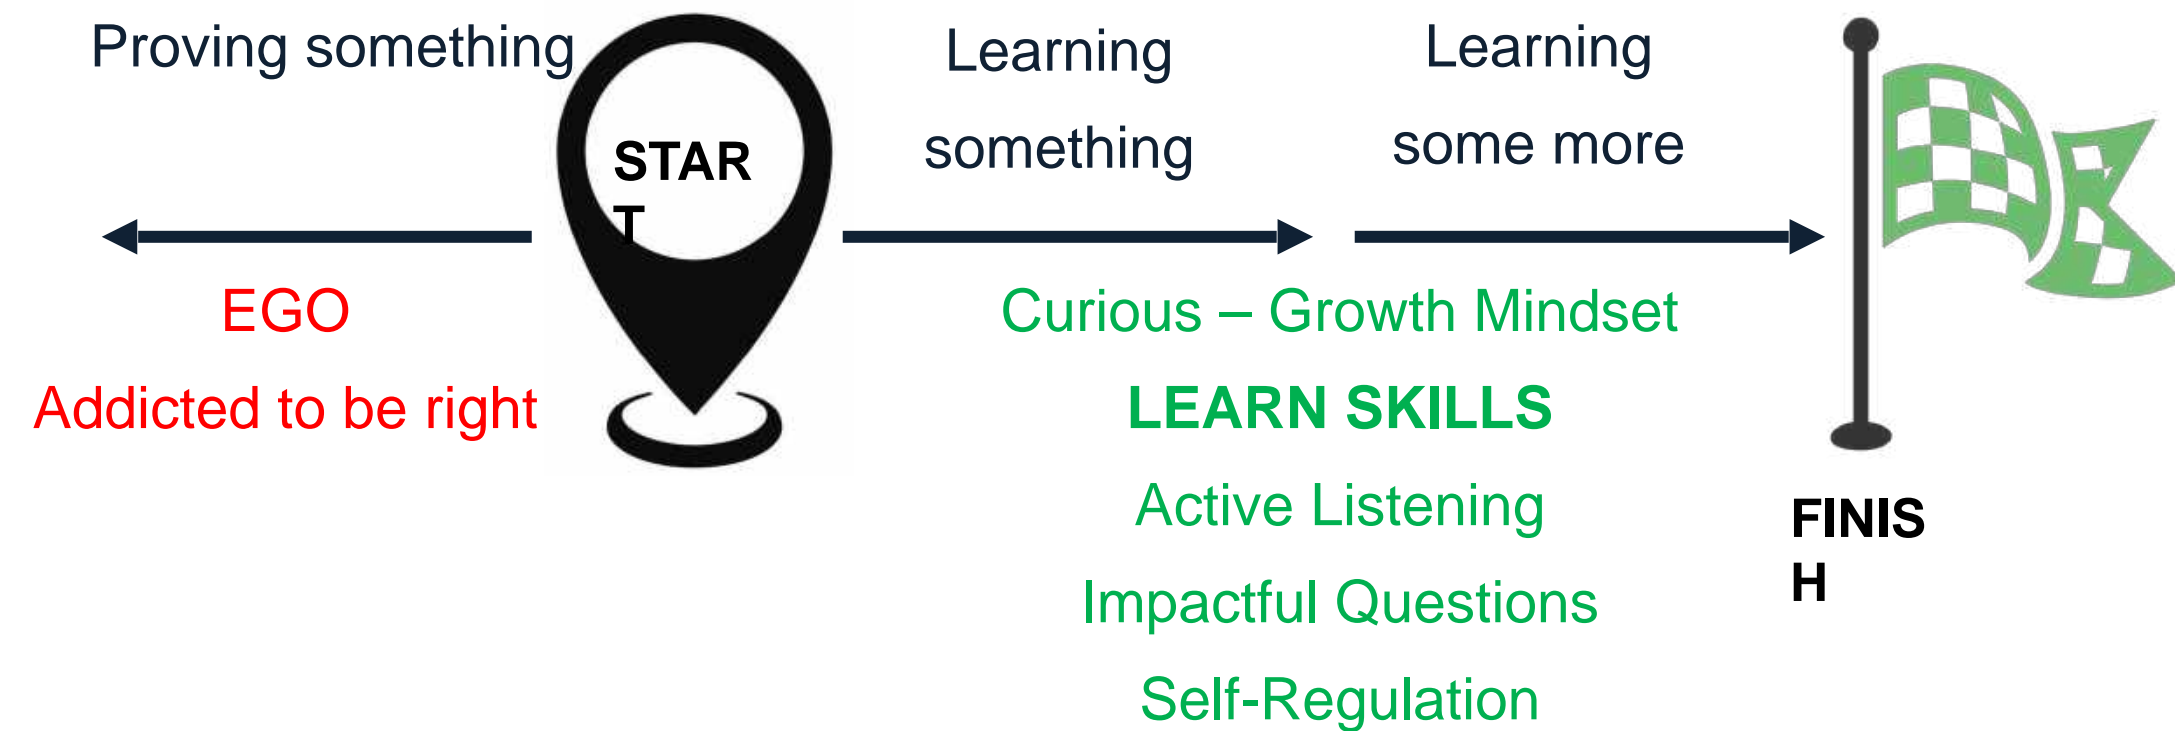 Proving something
STAR
T
Learning
something
Learning
some more
EGO
Addicted to be right
Curious – Growth Mindset
LEARN SKILLS
Active Listening
Impactful Questions
Self-Regulation
FINIS
H